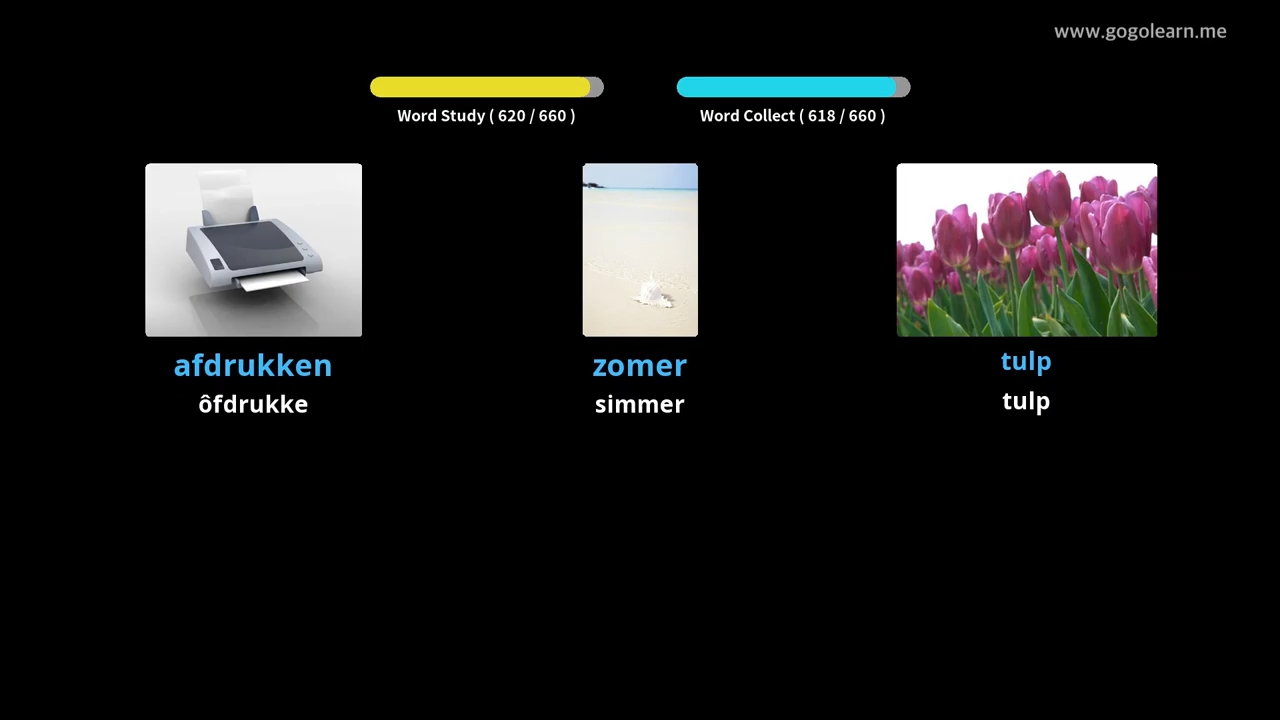 www.gogolearn.me
Word Study ( 620 / 660 )
Word Collect ( 618 / 660 )
afdrukken
ôfdrukke
zomer
simmer
tulp
tulp